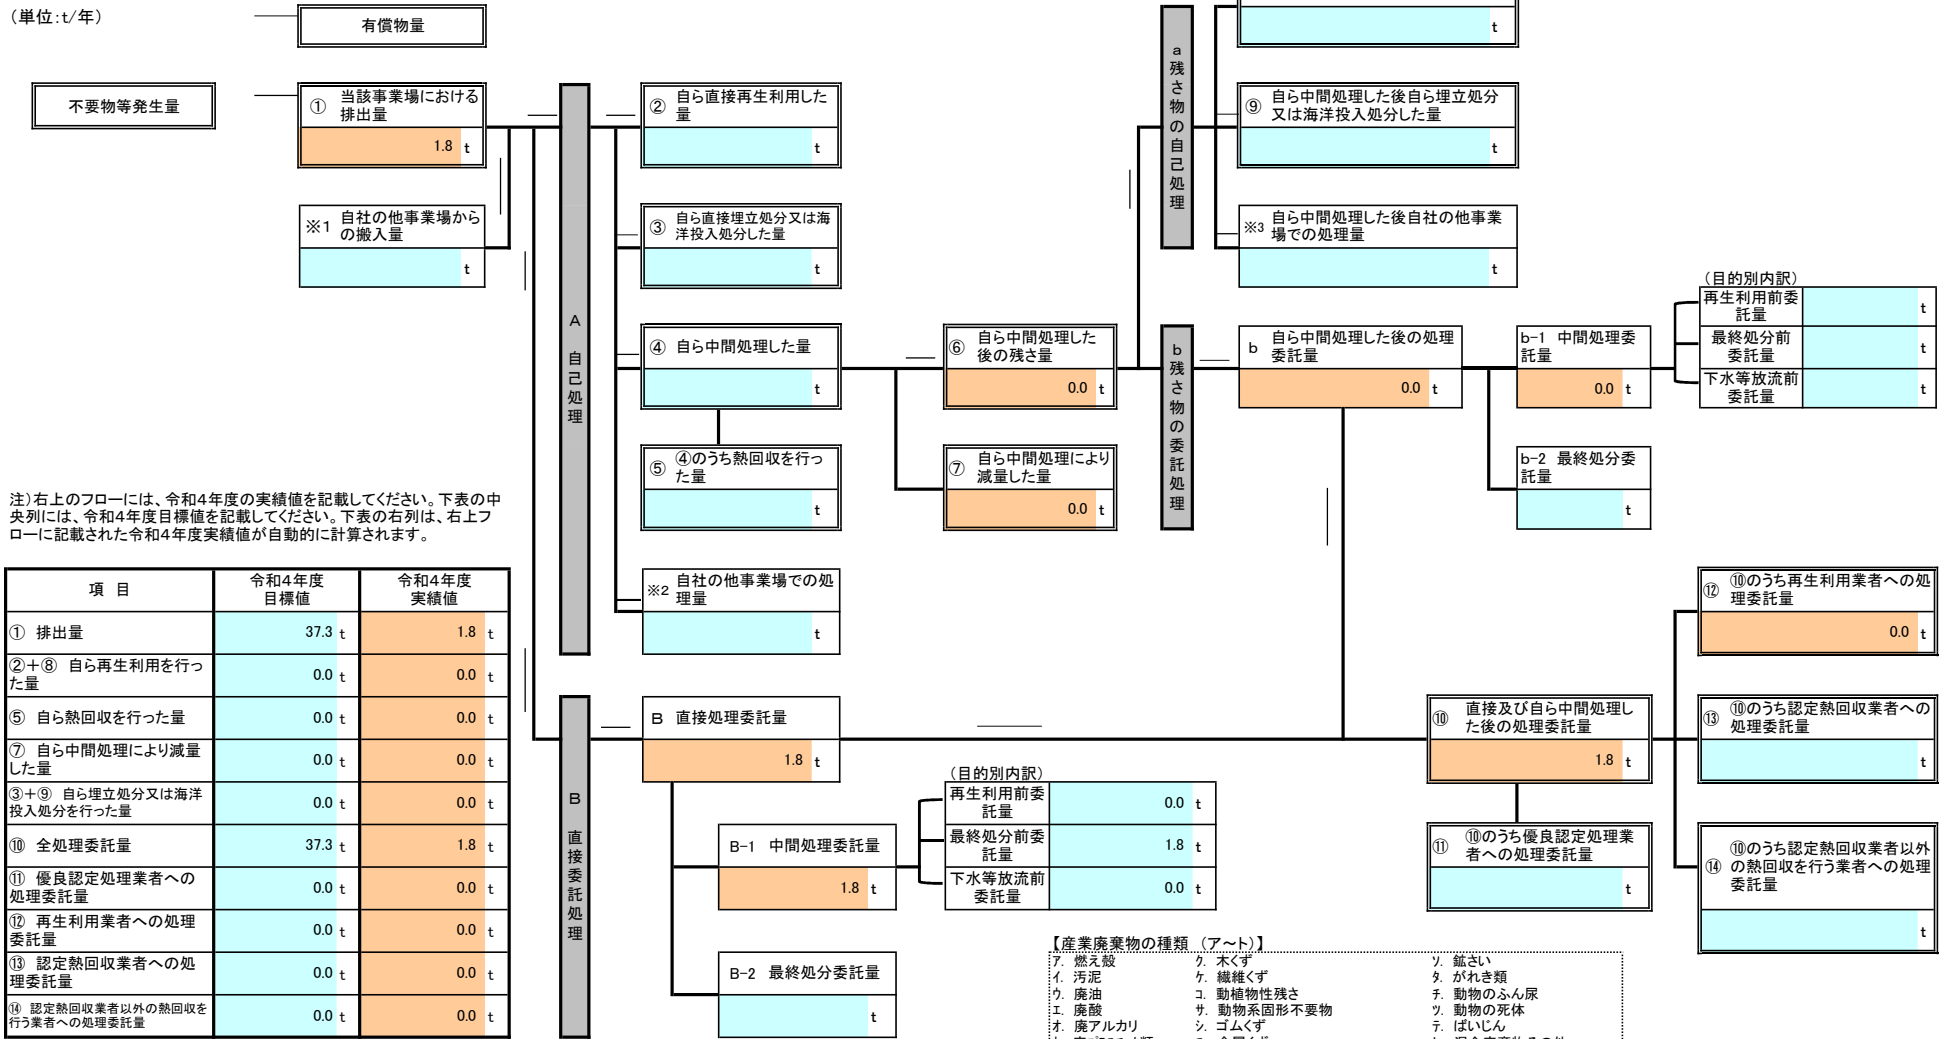 （単位：t/年）
有償物量
不要物等発生量
① 当該事業場における
排出量
1.8 t
※1 自社の他事業場から
の搬入量
t
A 自己処理
② 自ら直接再生利用した
量
t
③ 自ら直接埋立処分又は海
洋投入処分した量
t
④ 自ら中間処理した量
t
⑤ ④のうち熱回収を行っ
た量
t
※2 自社の他事業場での処
理量
t
⑥ 自ら中間処理した
後の残さ量
0.0 t
⑦ 自ら中間処理により
減量した量
0.0 t
a 残さ物の自己処理
t
⑨ 自ら中間処理した後自ら埋立処分
又は海洋投入処分した量
t
※3 自ら中間処理した後自社の他事業
場での処理量
t
b 残さ物の委託処理
b 自ら中間処理した後の処理
委託量
0.0 t
b-1 中間処理委
託量
0.0 t
b-2 最終処分委
託量
t
（目的別内訳）
再生利用前委
託量
t
最終処分前
委託量
t
下水等放流前
委託量
t
注）右上のフローには、令和４年度の実績値を記載してください。下表の中
央列には、令和４年度目標値を記載してください。下表の右列は、右上フ
ローに記載された令和４年度実績値が自動的に計算されます。
項 目 令和４年度 目標値 令和４年度 実績値
① 排出量 37.3 t 1.8 t
②＋⑧ 自ら再生利用を行っ
た量 0.0 t 0.0 t
⑤ 自ら熱回収を行った量 0.0 t 0.0 t
⑦ 自ら中間処理により減量
した量 0.0 t 0.0 t
③＋⑨ 自ら埋立処分又は海洋
投入処分を行った量 0.0 t 0.0 t
⑩ 全処理委託量 37.3 t 1.8 t
⑪ 優良認定処理業者への
処理委託量 0.0 t 0.0 t
⑫ 再生利用業者への処理
委託量 0.0 t 0.0 t
⑬ 認定熱回収業者への処
理委託量 0.0 t 0.0 t
⑭ 認定熱回収業者以外の熱回収を
行う業者への処理委託量 0.0 t 0.0 t
B 直接委託処理
B 直接処理委託量
1.8 t
B-1 中間処理委託量
1.8 t
B-2 最終処分委託量
t
（目的別内訳）
再生利用前委
託量 0.0 t
最終処分前委
託量 1.8 t
下水等放流前
委託量 0.0 t
⑩ 直接及び自ら中間処理し
た後の処理委託量
1.8 t
⑪ ⑩のうち優良認定処理業
者への処理委託量
t
⑫ ⑩のうち再生利用業者への処
理委託量
0.0 t
⑬ ⑩のうち認定熱回収業者への
処理委託量
t
⑭ ⑩のうち認定熱回収業者以外
の熱回収を行う業者への処理
委託量
t
【産業廃棄物の種類 （ア～ト）】
ア. 燃え殻 ク. 木くず ソ. 鉱さい
イ. 汚泥 ケ. 繊維くず タ. がれき類
ウ. 廃油 コ. 動植物性残さ チ. 動物のふん尿
エ. 廃酸 サ. 動物系固形不要物 ツ. 動物の死体
オ. 廃アルカリ シ. ゴムくず テ. ばいじん